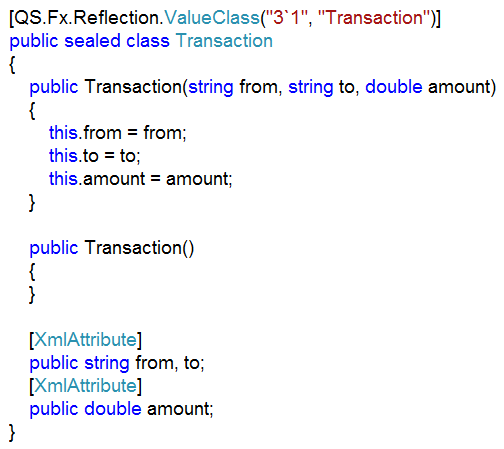 [QS.Fx.Reflection.ValueClass("3`1", "Transaction")]
public sealed class Transaction
{
    public Transaction(string from, string to, double amount)
    {
        this.from = from;
        this.to = to;
        this.amount = amount;
    }

    public Transaction()
    {
    }

    [XmlAttribute]
    public string from, to;
    [XmlAttribute]
    public double amount;
}